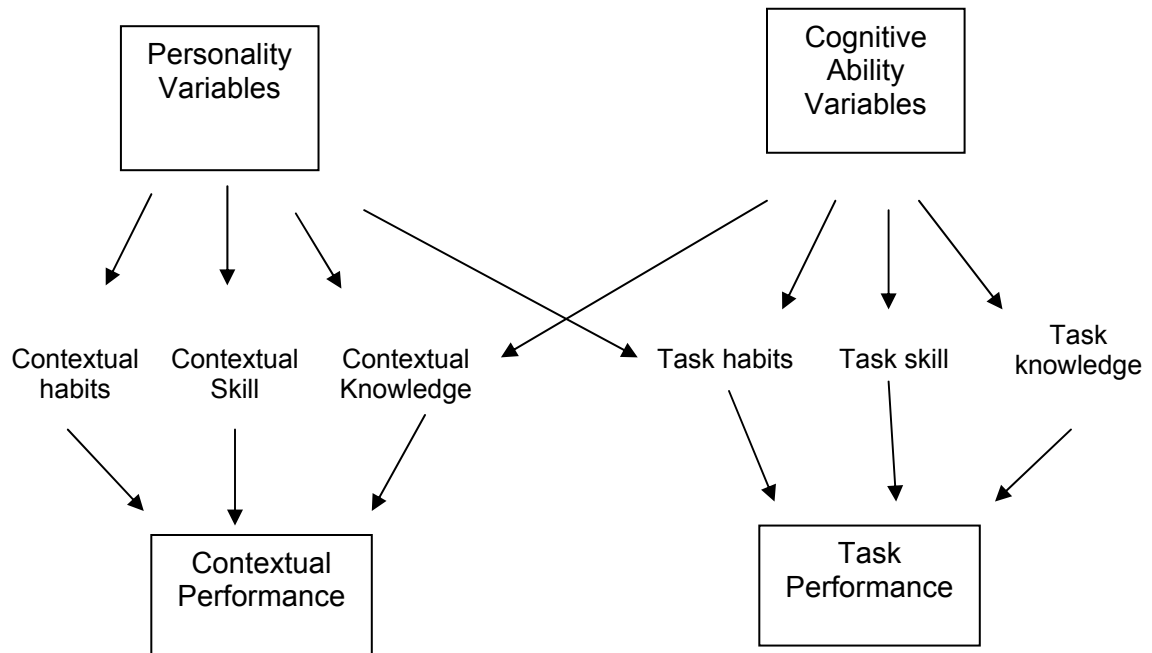 Personality
Variables
Cognitive
Ability
Variables
Contextual
habits
Contextual
Skill
Contextual
Knowledge
Task habits
Task skill
Task
knowledge
Contextual
Performance
Task
Performance